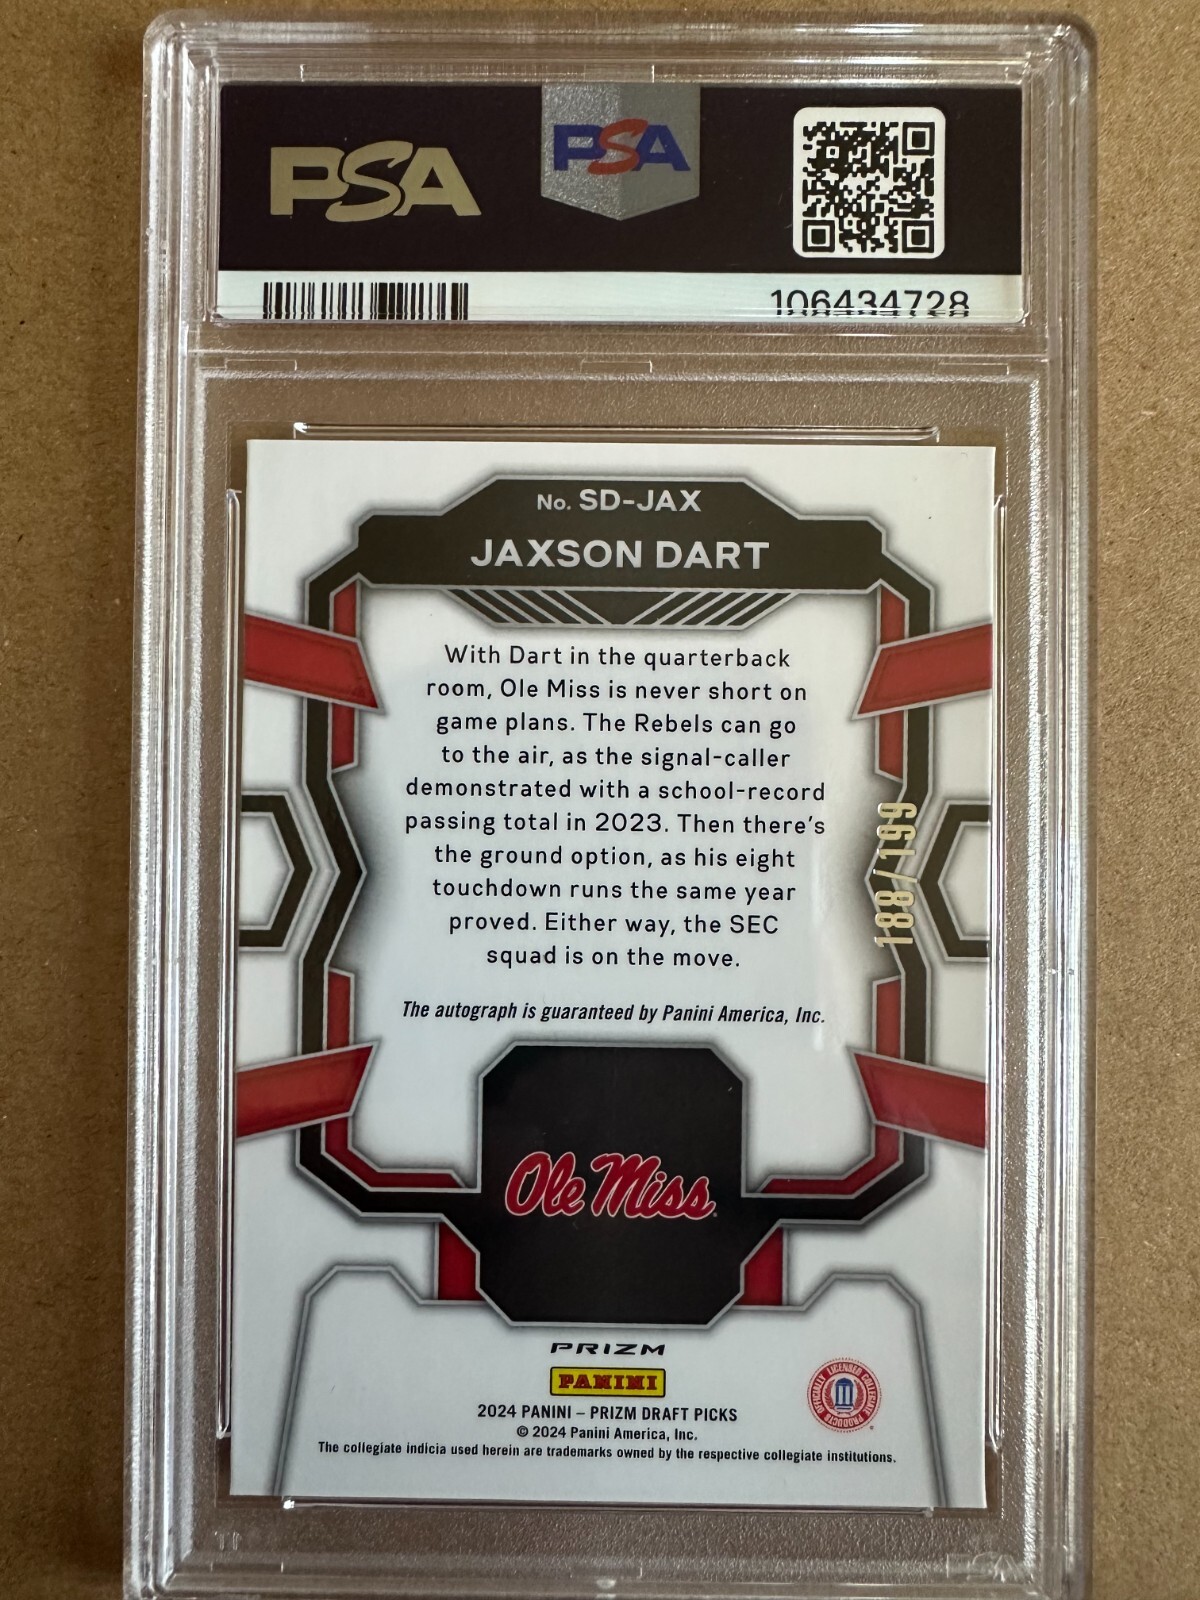 PSA
PSA
106434728
No. SD-JAX
JAXSON DART
With Dart in the quarterback
room, Ole Miss is never short on
game plans. The Rebels can go
to the air, as the signal-caller
demonstrated with a school-record
passing total in 2023. Then there's
the ground option, as his eight
touchdown runs the same year
proved. Either way, the SEC
squad is on the move.
188/199
The autograph is guaranteed by Panini America, Inc.
Ole Miss
PRIZM
PANINI
OFFICIALLY LICENSED COLLEGIATE PRODUCTS
2024 PANINI – PRIZM DRAFT PICKS
© 2024 Panini America, Inc.
The collegiate indicia used herein are trademarks owned by the respective collegiate institutions.